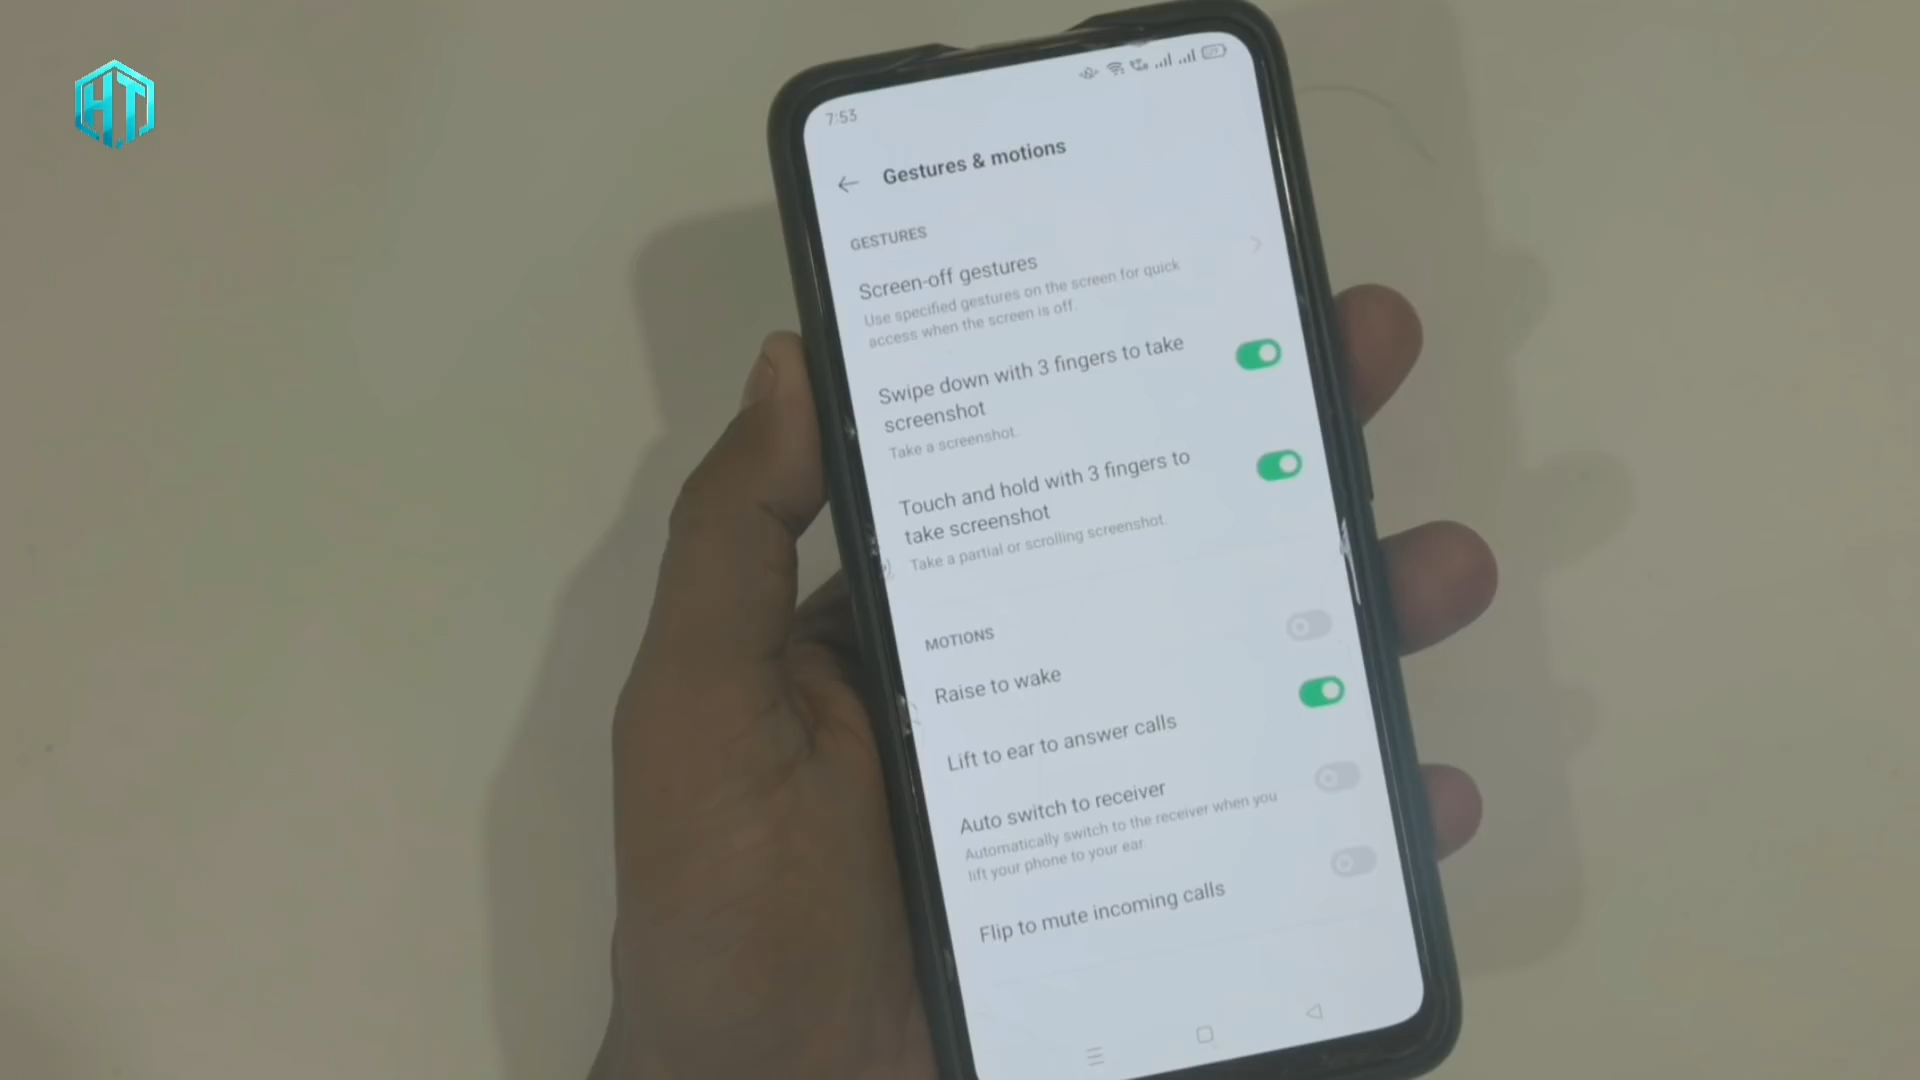 HT
7:53
Gestures & motions
GESTURES
Screen-off gestures
Use specified gestures on the screen for quick
access when the screen is off.
Swipe down with 3 fingers to take
screenshot
Take a screenshot.
Touch and hold with 3 fingers to
take screenshot
Take a partial or scrolling screenshot.
MOTIONS
Raise to wake
Lift to ear to answer calls
Auto switch to receiver
Automatically switch to the receiver when you
lift your phone to your ear.
Flip to mute incoming calls